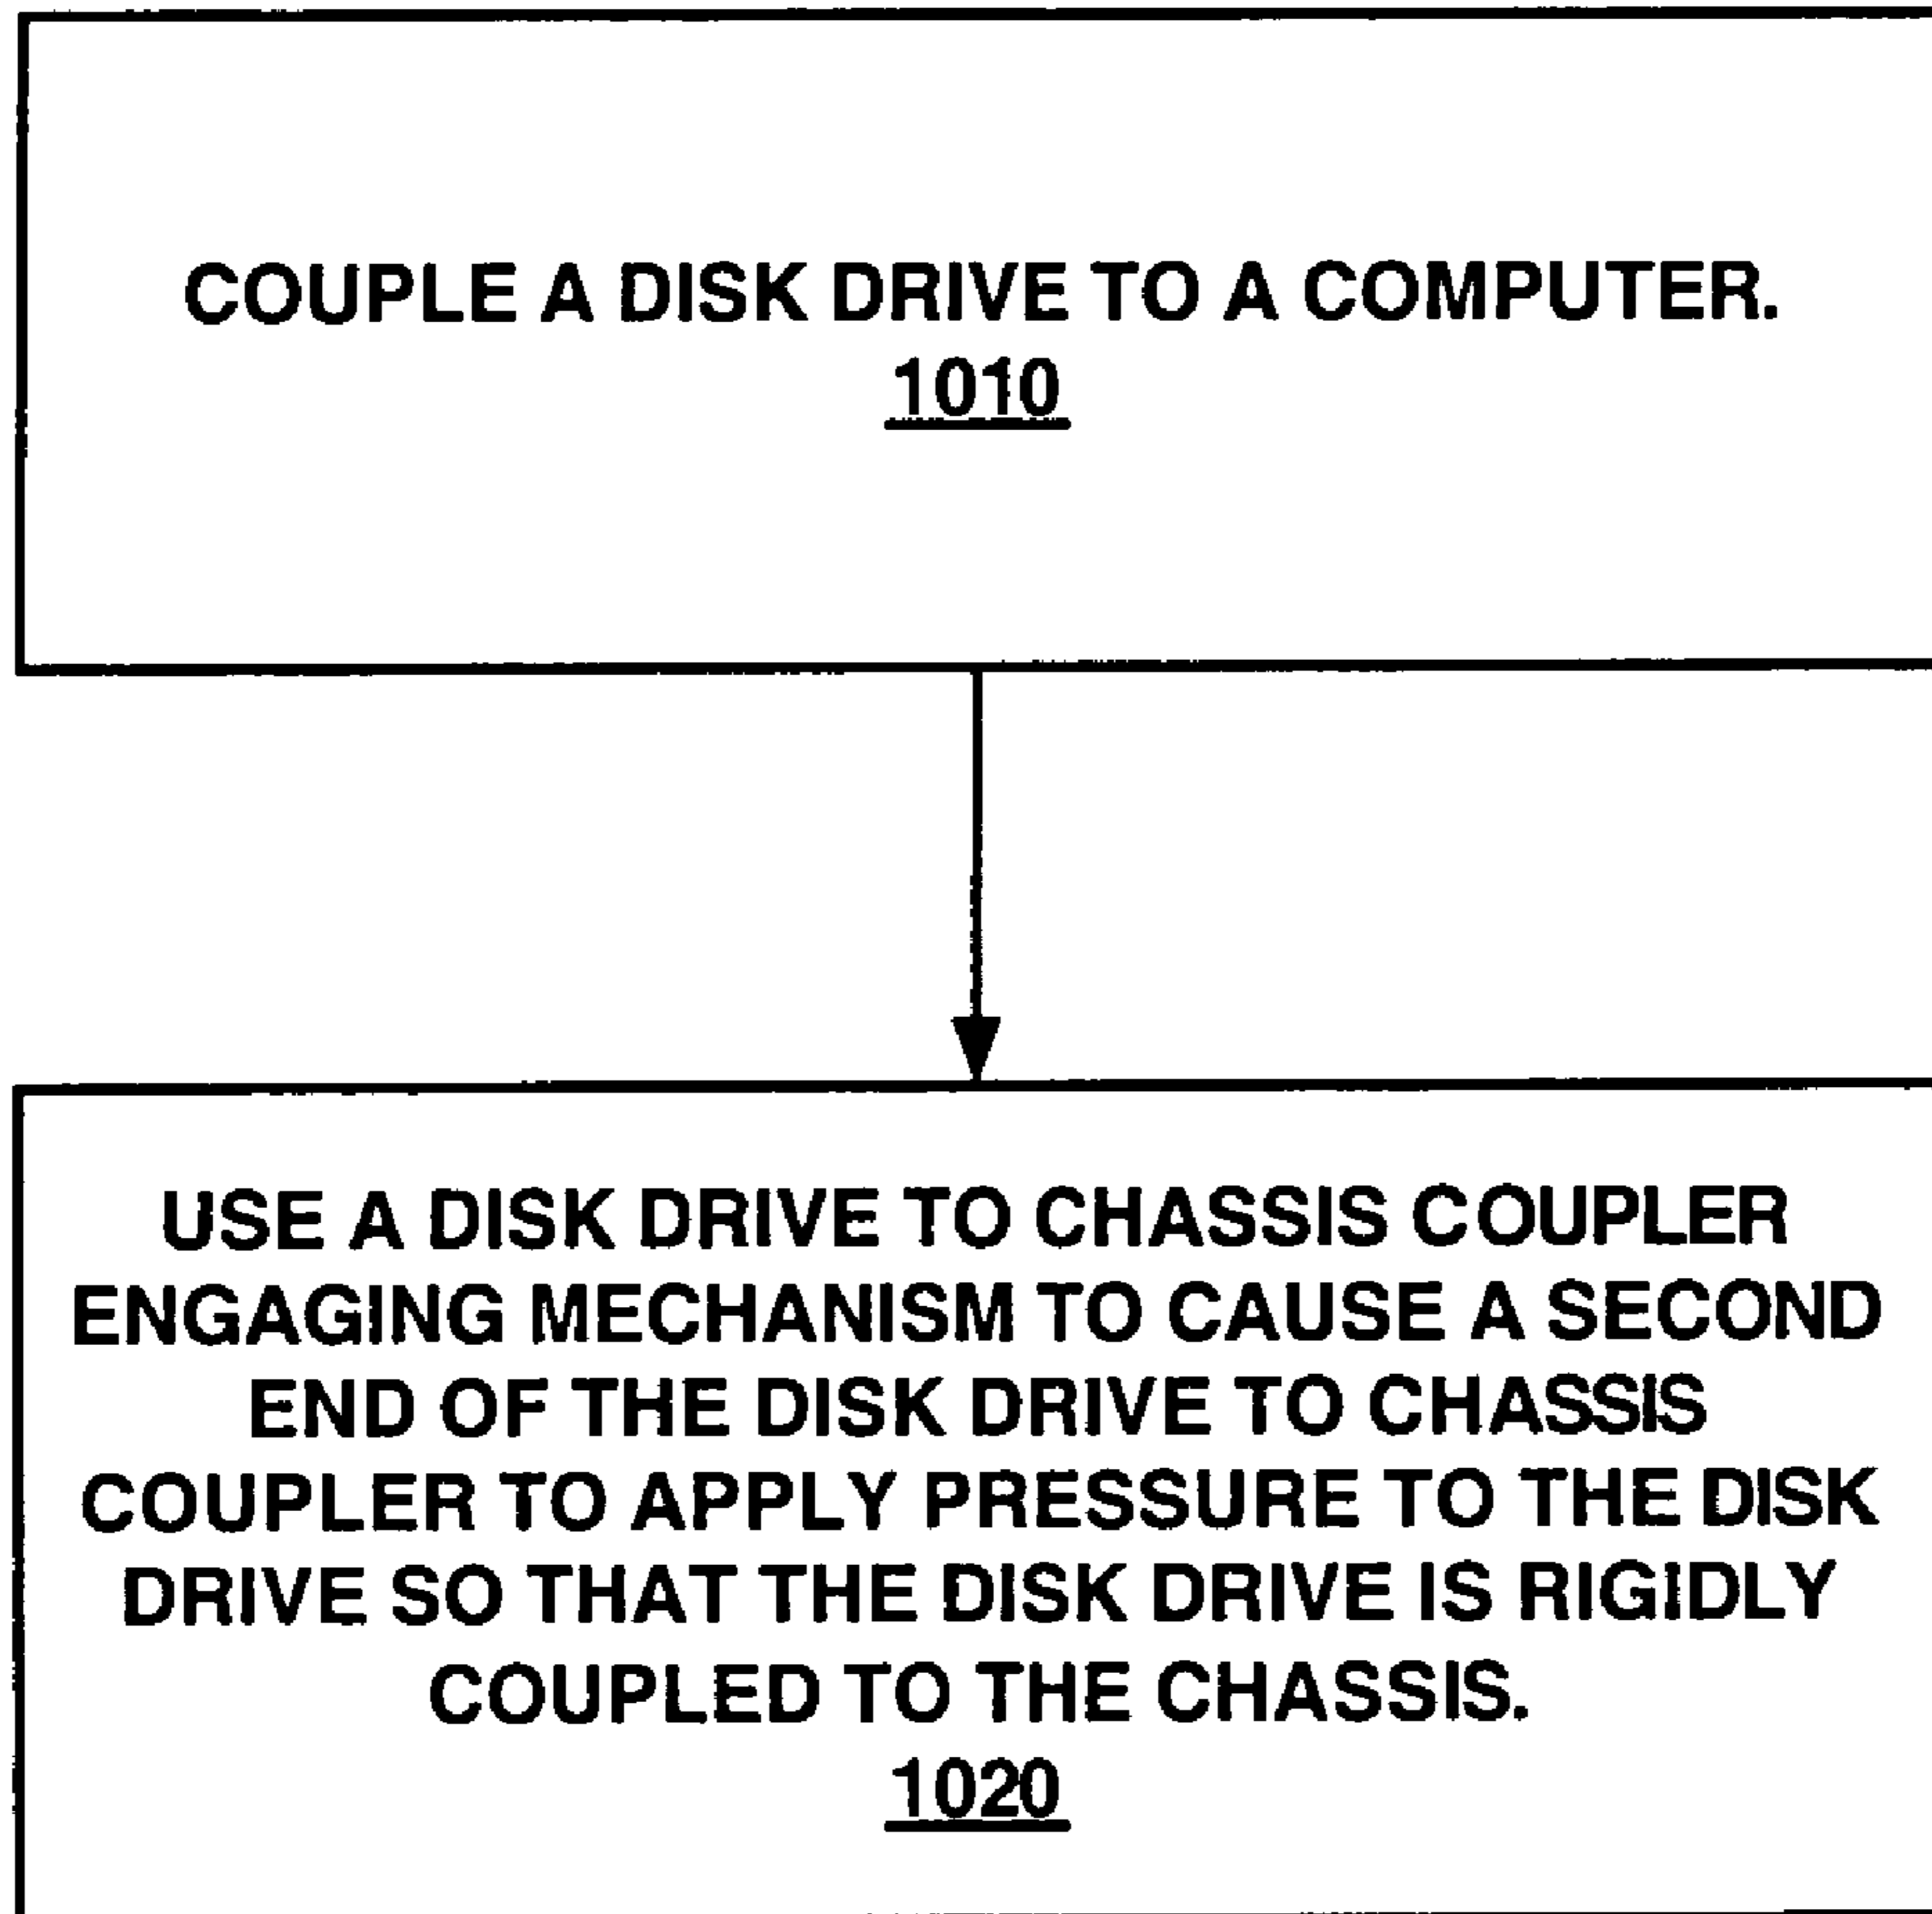 COUPLE A DISK DRIVE TO A COMPUTER.
1010
USE A DISK DRIVE TO CHASSIS COUPLER
ENGAGING MECHANISM TO CAUSE A SECOND
END OF THE DISK DRIVE TO CHASSIS
COUPLER TO APPLY PRESSURE TO THE DISK
DRIVE SO THAT THE DISK DRIVE IS RIGIDLY
COUPLED TO THE CHASSIS.
1020